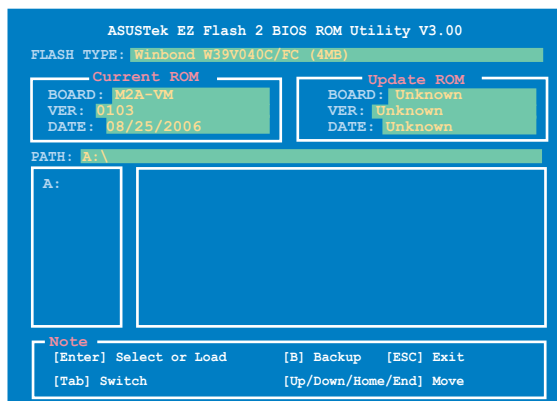 ASUSTek EZ Flash 2 BIOS ROM Utility V3.00
FLASH TYPE: Winbond W39V040C/FC (4MB)
Current ROM
BOARD: M2A-VM
VER: 0103
DATE: 08/25/2006
Update ROM
BOARD: Unknown
VER: Unknown
DATE: Unknown
PATH: A:\
A:
Note
[Enter] Select or Load [B] Backup [ESC] Exit
[Tab] Switch [Up/Down/Home/End] Move